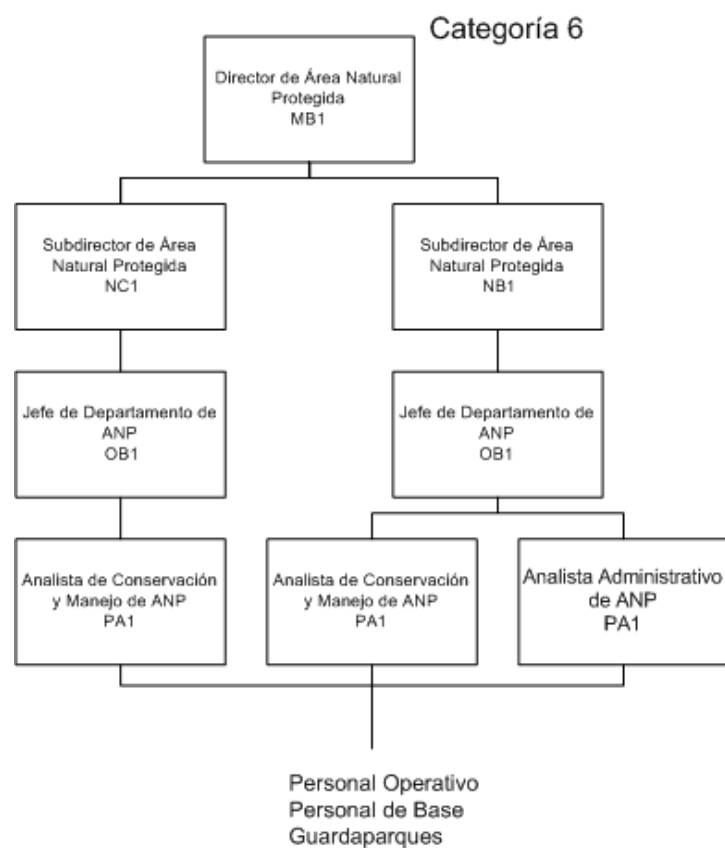 Categoría 6
Director de Área Natural
Protegida
MB1
Subdirector de Área
Natural Protegida
NC1
Subdirector de Área
Natural Protegida
NB1
Jefe de Departamento de
ANP
OB1
Jefe de Departamento de
ANP
OB1
Analista de Conservación
y Manejo de ANP
PA1
Analista de Conservación
y Manejo de ANP
PA1
Analista Administrativo
de ANP
PA1
Personal Operativo
Personal de Base
Guardaparques